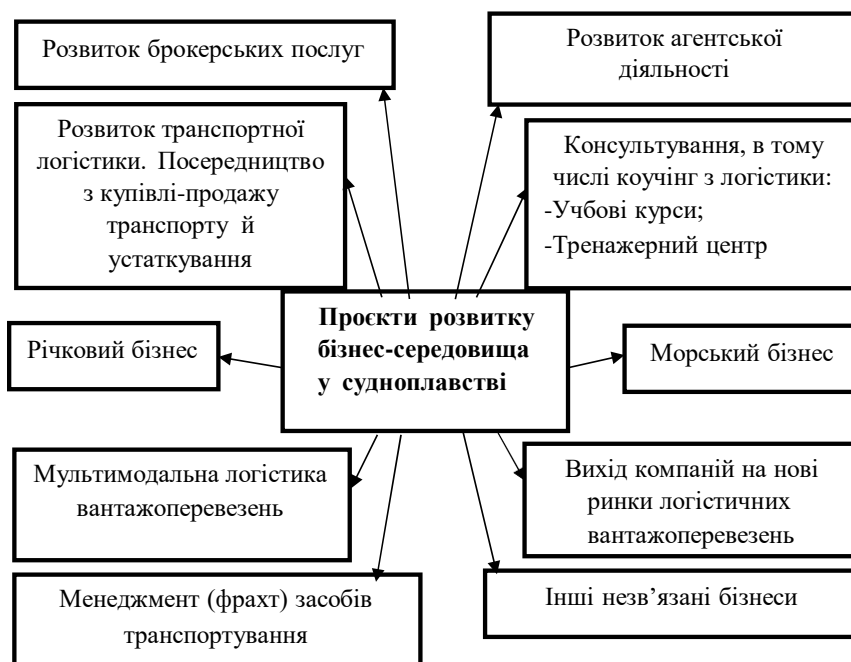 Розвиток брокерських послуг
Розвиток агентської
діяльності
Розвиток транспортної
логістики. Посередництво
з купівлі-продажу
транспорту й
устаткування
Консультування, в тому
числі коучінг з логістики:
-Учбові курси;
-Тренажерний центр
Проєкти розвитку
бізнес-середовища
у судноплавстві
Річковий бізнес
Морський бізнес
Мультимодальна логістика
вантажоперевезень
Вихід компаній на нові
ринки логістичних
вантажоперевезень
Менеджмент (фрахт) засобів
транспортування
Інші незв’язані бізнеси